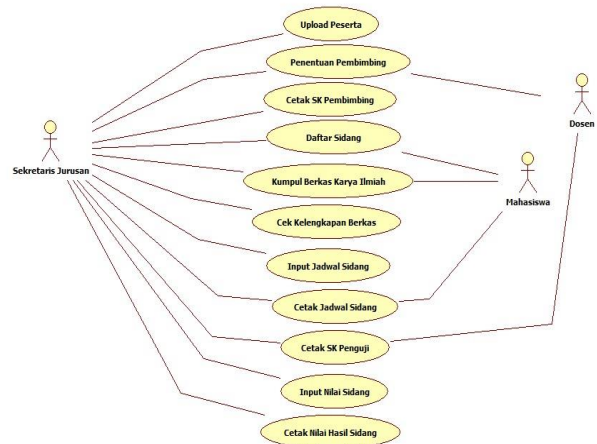 Upload Peserta
Penentuan Pembimbing
Cetak SK Pembimbing
Daftar Sidang
Kumpul Berkas Karya Ilmiah
Cek Kelengkapan Berkas
Input Jadwal Sidang
Cetak Jadwal Sidang
Cetak SK Penguji
Input Nilai Sidang
Cetak Nilai Hasil Sidang
Sekretaris Jurusan
Dosen
Mahasiswa